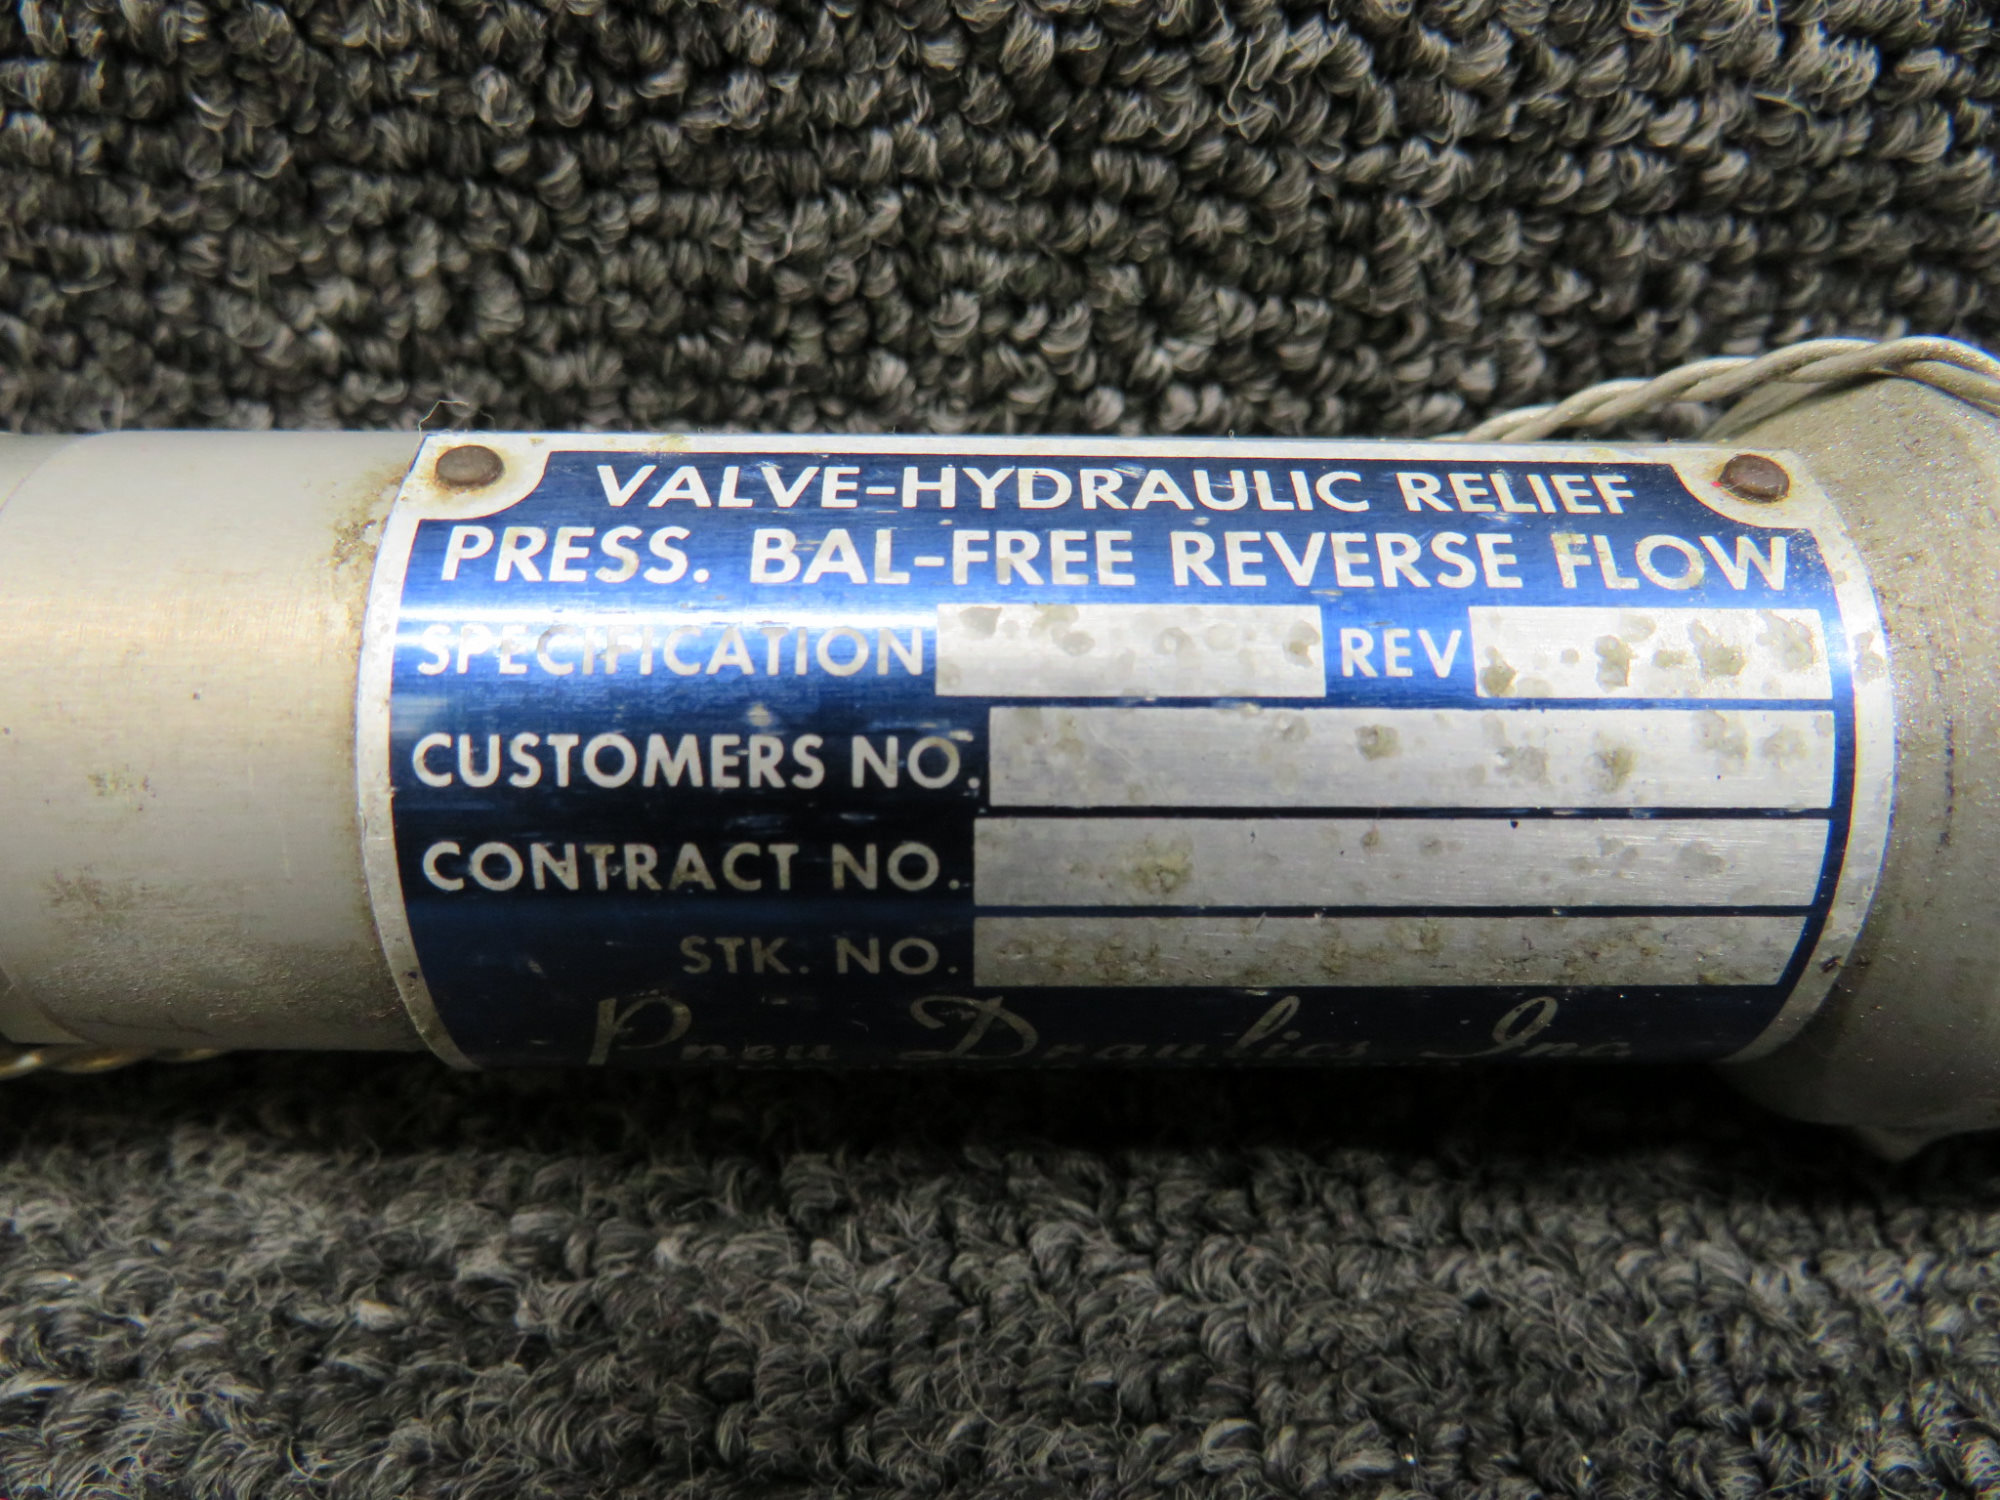 VALVE-HYDRAULIC RELIEF
PRESS. BAL-FREE REVERSE FLOW
SPECIFICATION REV
CUSTOMERS NO.
CONTRACT NO.
STK. NO.
Pneu Draulics Inc